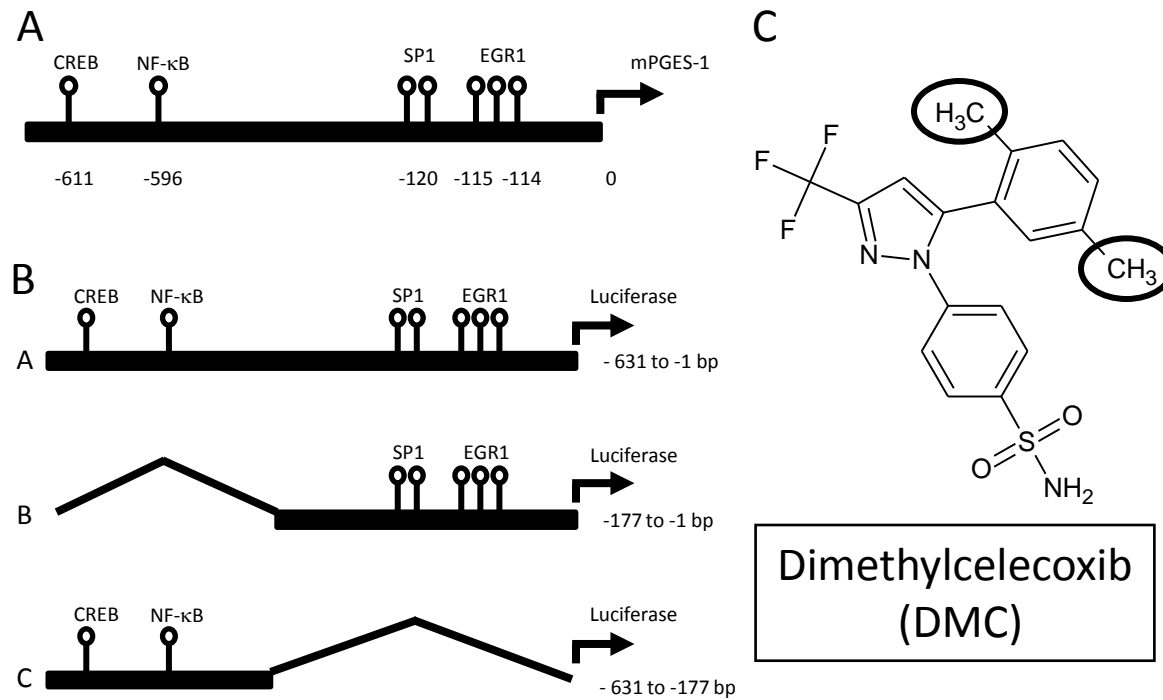 A
CREB NF-κB SP1 EGR1 mPGES-1
-611 -596 -120 -115 -114 0
B
CREB NF-κB SP1 EGR1 Luciferase
A - 631 to -1 bp
SP1 EGR1 Luciferase
B -177 to -1 bp
CREB NF-κB Luciferase
C - 631 to -177 bp
C
H₃C
F
F
F
CH₃
N
N
O
S
O
NH₂
Dimethylcelecoxib
(DMC)